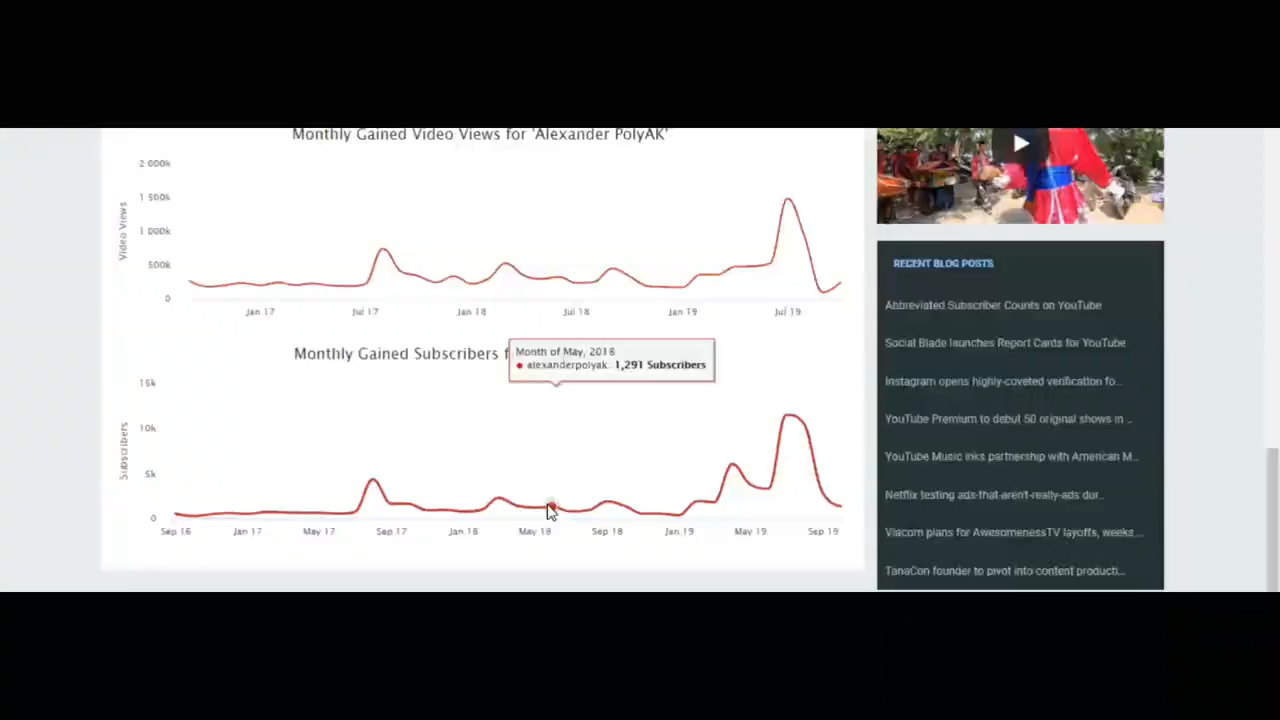 Monthly Gained Video Views for 'Alexander PolyAK'
2 000k
1 500k
1 000k
500k
0
Video Views
Jan 17
Jul 17
Jan 18
Jul 18
Jan 19
Jul 19
Monthly Gained Subscribers f
Month of May, 2018
alexanderpolyak: 1,291 Subscribers
15k
10k
5k
0
Subscribers
Sep 16
Jan 17
May 17
Sep 17
Jan 18
May 18
Sep 18
Jan 19
May 19
Sep 19
RECENT BLOG POSTS
Abbreviated Subscriber Counts on YouTube
Social Blade launches Report Cards for YouTube
Instagram opens highly-coveted verification fo...
YouTube Premium to debut 50 original shows in ...
YouTube Music inks partnership with American M...
Netflix testing ads-that-aren't-really-ads dur...
Viacom plans for AwesomenessTV layoffs, weeks...
TanaCon founder to pivot into content producti...